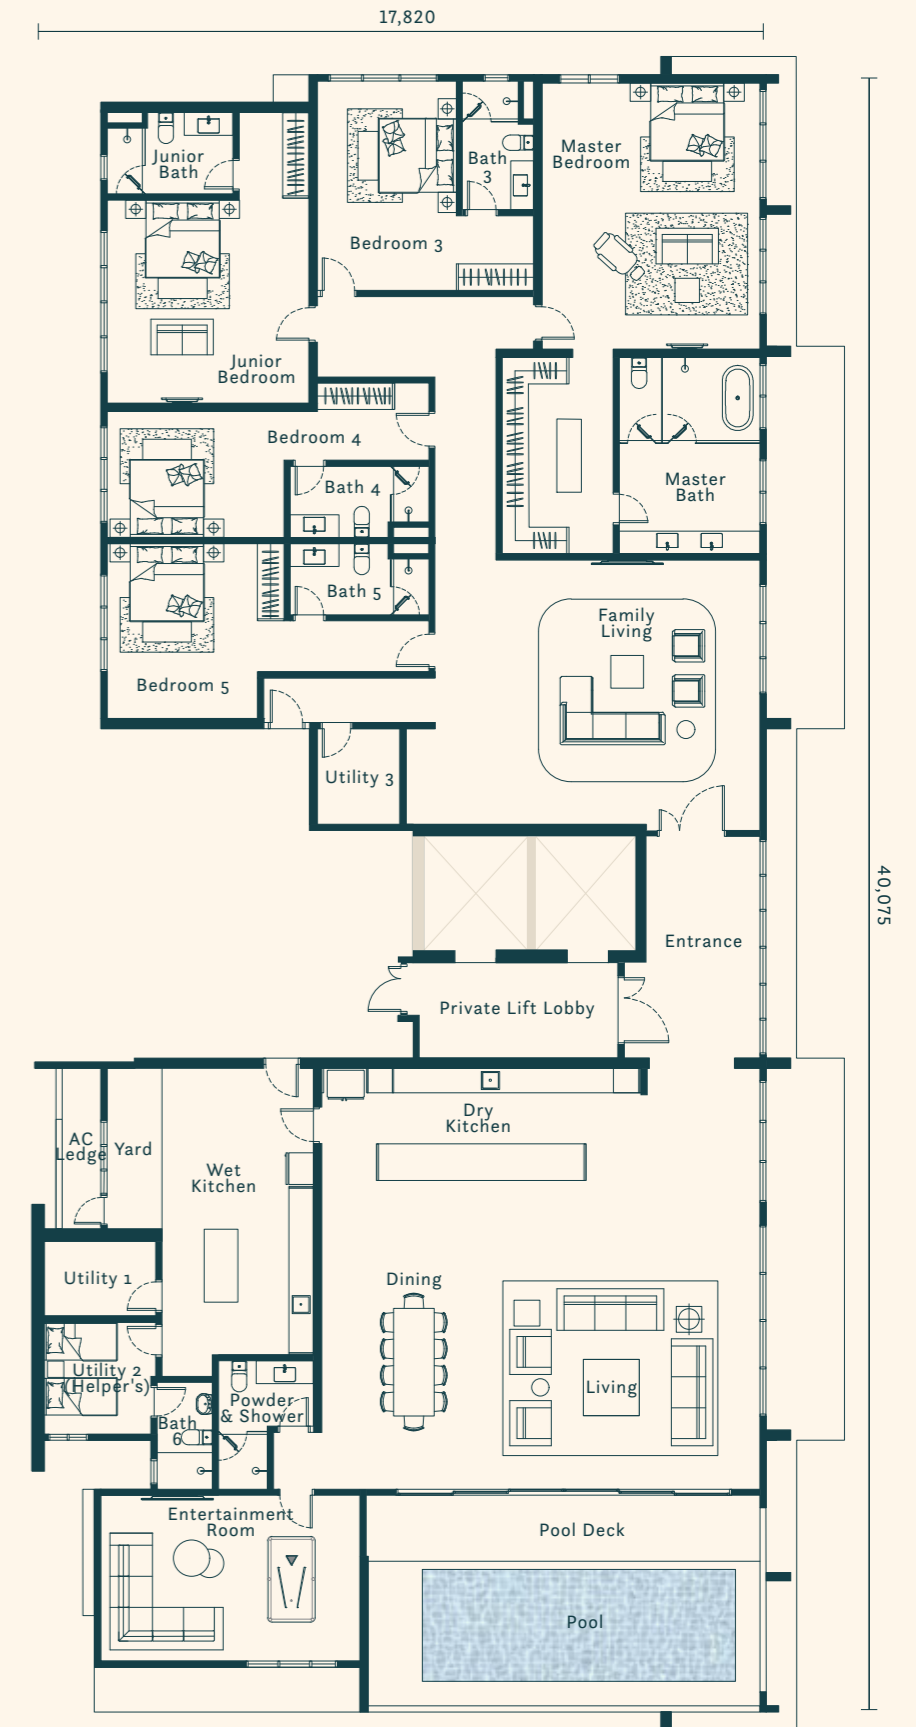 17,820
Junior
Bath
Bath
3
Master
Bedroom
Bedroom 3
Junior
Bedroom
Bedroom 4
Bath 4
Master
Bath
Bath 5
Family
Living
Bedroom 5
Utility 3
40,075
Entrance
Private Lift Lobby
Dry
Kitchen
AC
Ledge
Yard
Wet
Kitchen
Utility 1
Dining
Utility 2
(Helper's)
Living
Powder
& Shower
Bath
6
Entertainment
Room
Pool Deck
Pool